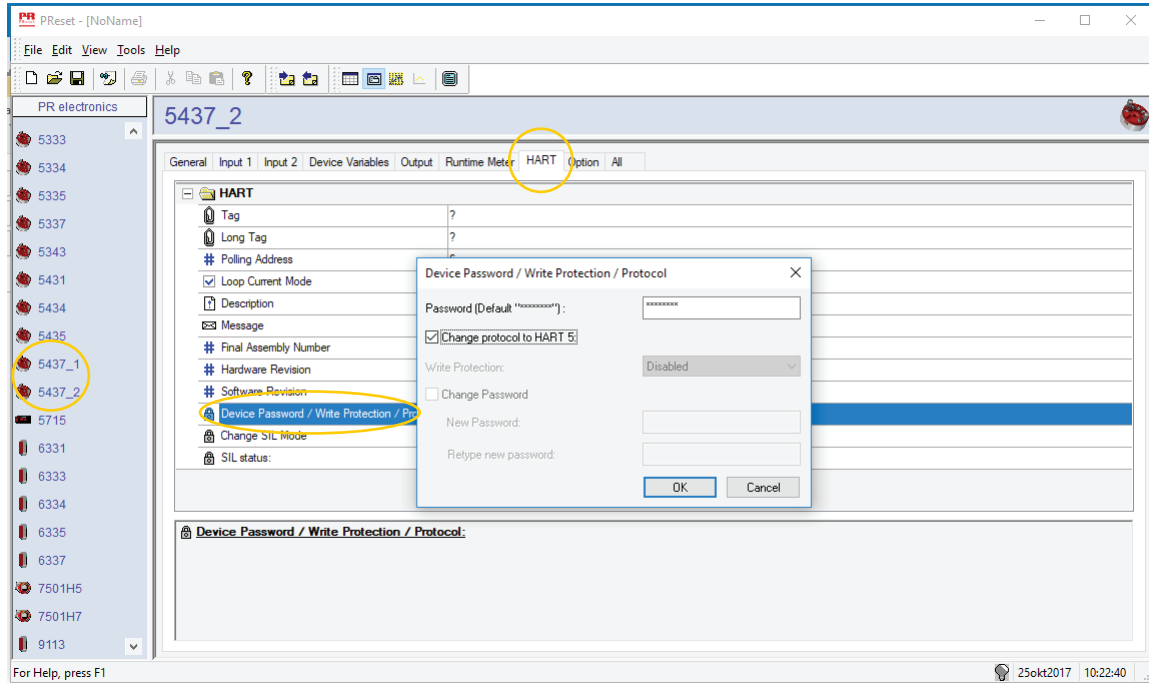 PR PReset - [NoName]
File Edit View Tools Help
PR electronics
5333
5334
5335
5337
5343
5431
5434
5435
5437_1
5437_2
5715
6331
6333
6334
6335
6337
7501H5
7501H7
9113
5437_2
General Input 1 Input 2 Device Variables Output Runtime Meter HART Option All
HART
Tag ?
Long Tag ?
Polling Address
Loop Current Mode
Description
Message
Final Assembly Number
Hardware Revision
Software Revision
Device Password / Write Protection / Pro
Change SIL Mode
SIL status:
Device Password / Write Protection / Protocol
Password (Default "********") : ********
Change protocol to HART 5:
Write Protection: Disabled
Change Password
New Password:
Retype new password:
OK Cancel
Device Password / Write Protection / Protocol:
For Help, press F1 25okt2017 10:22:40